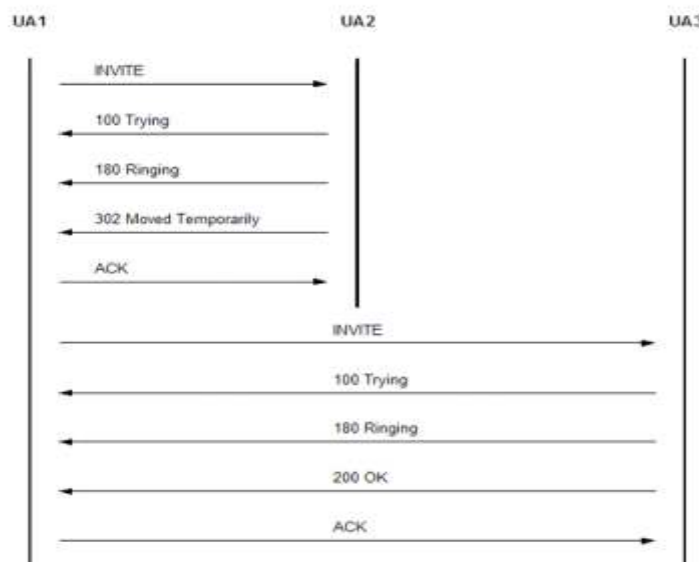 UA1 UA2 UA3
INVITE
100 Trying
180 Ringing
302 Moved Temporarily
ACK
INVITE
100 Trying
180 Ringing
200 OK
ACK